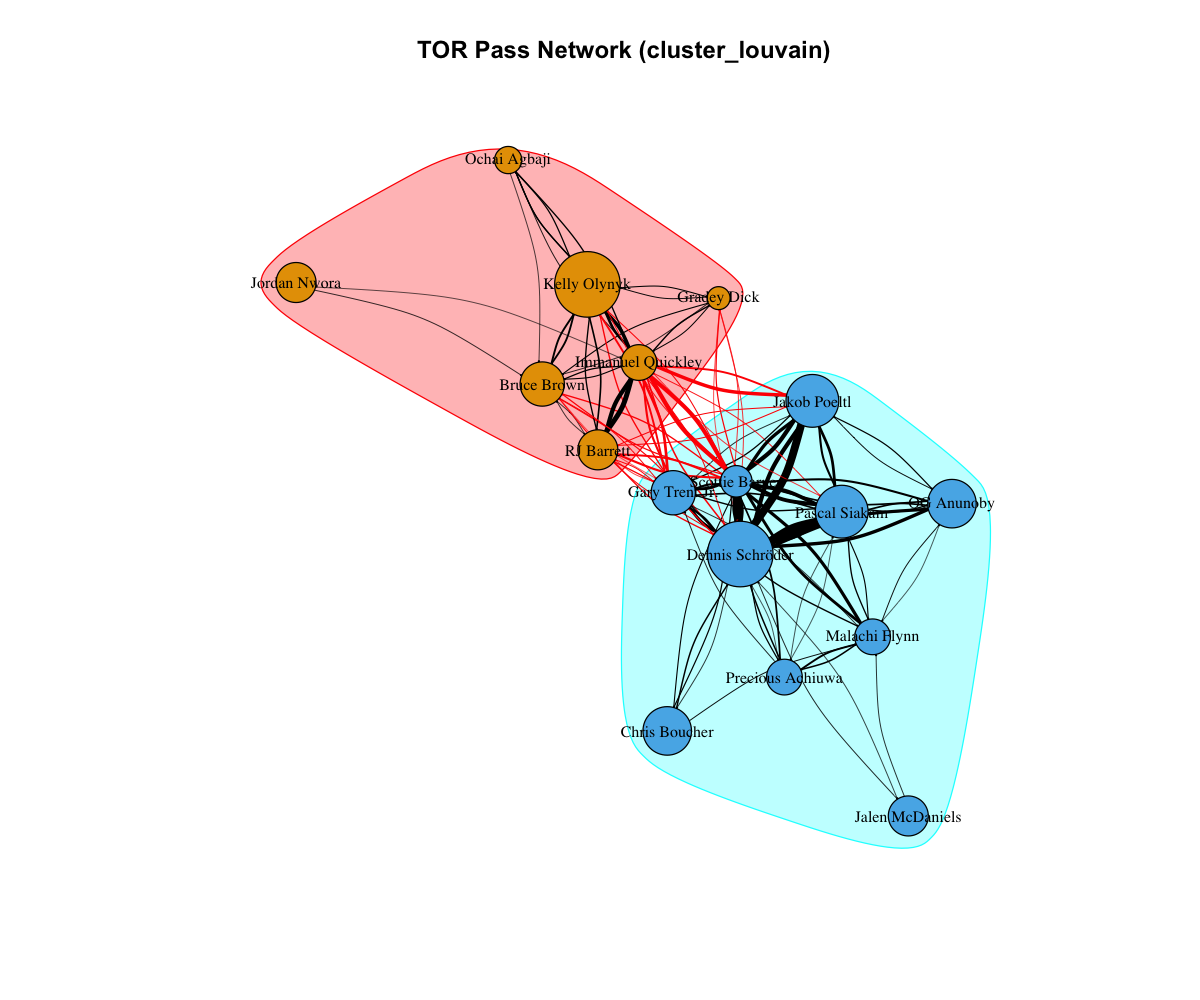 TOR Pass Network (cluster_louvain)
Ochai Agbaji
Jordan Nwora
Kelly Olynyk
Gradey Dick
Immanuel Quickley
Bruce Brown
Jakob Poeltl
RJ Barrett
Scottie
Gary Trent Jr.
OG Anunoby
Pascal Siakam
Dennis Schröder
Malachi Flynn
Precious Achiuwa
Chris Boucher
Jalen McDaniels